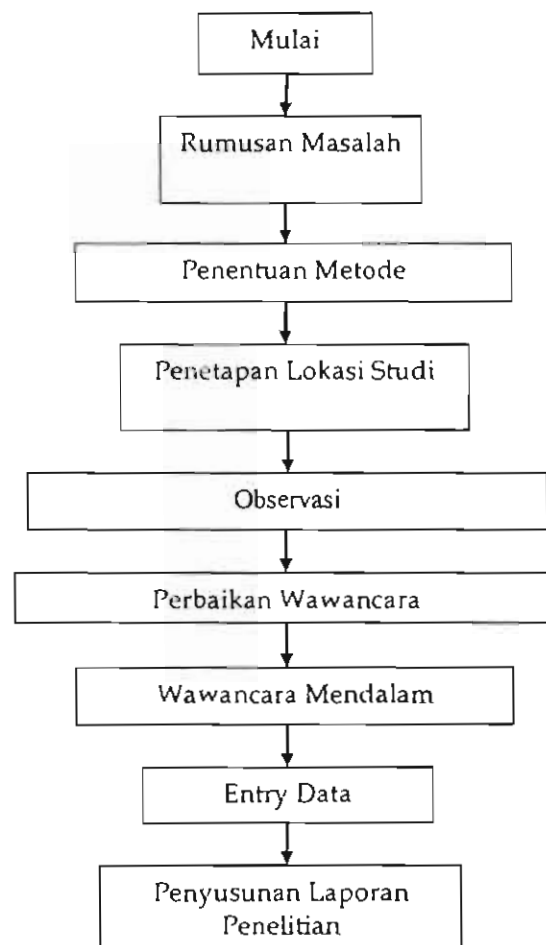 Mulai
Rumusan Masalah
Penentuan Metode
Penetapan Lokasi Studi
Observasi
Perbaikan Wawancara
Wawancara Mendalam
Entry Data
Penyusunan Laporan
Penelitian